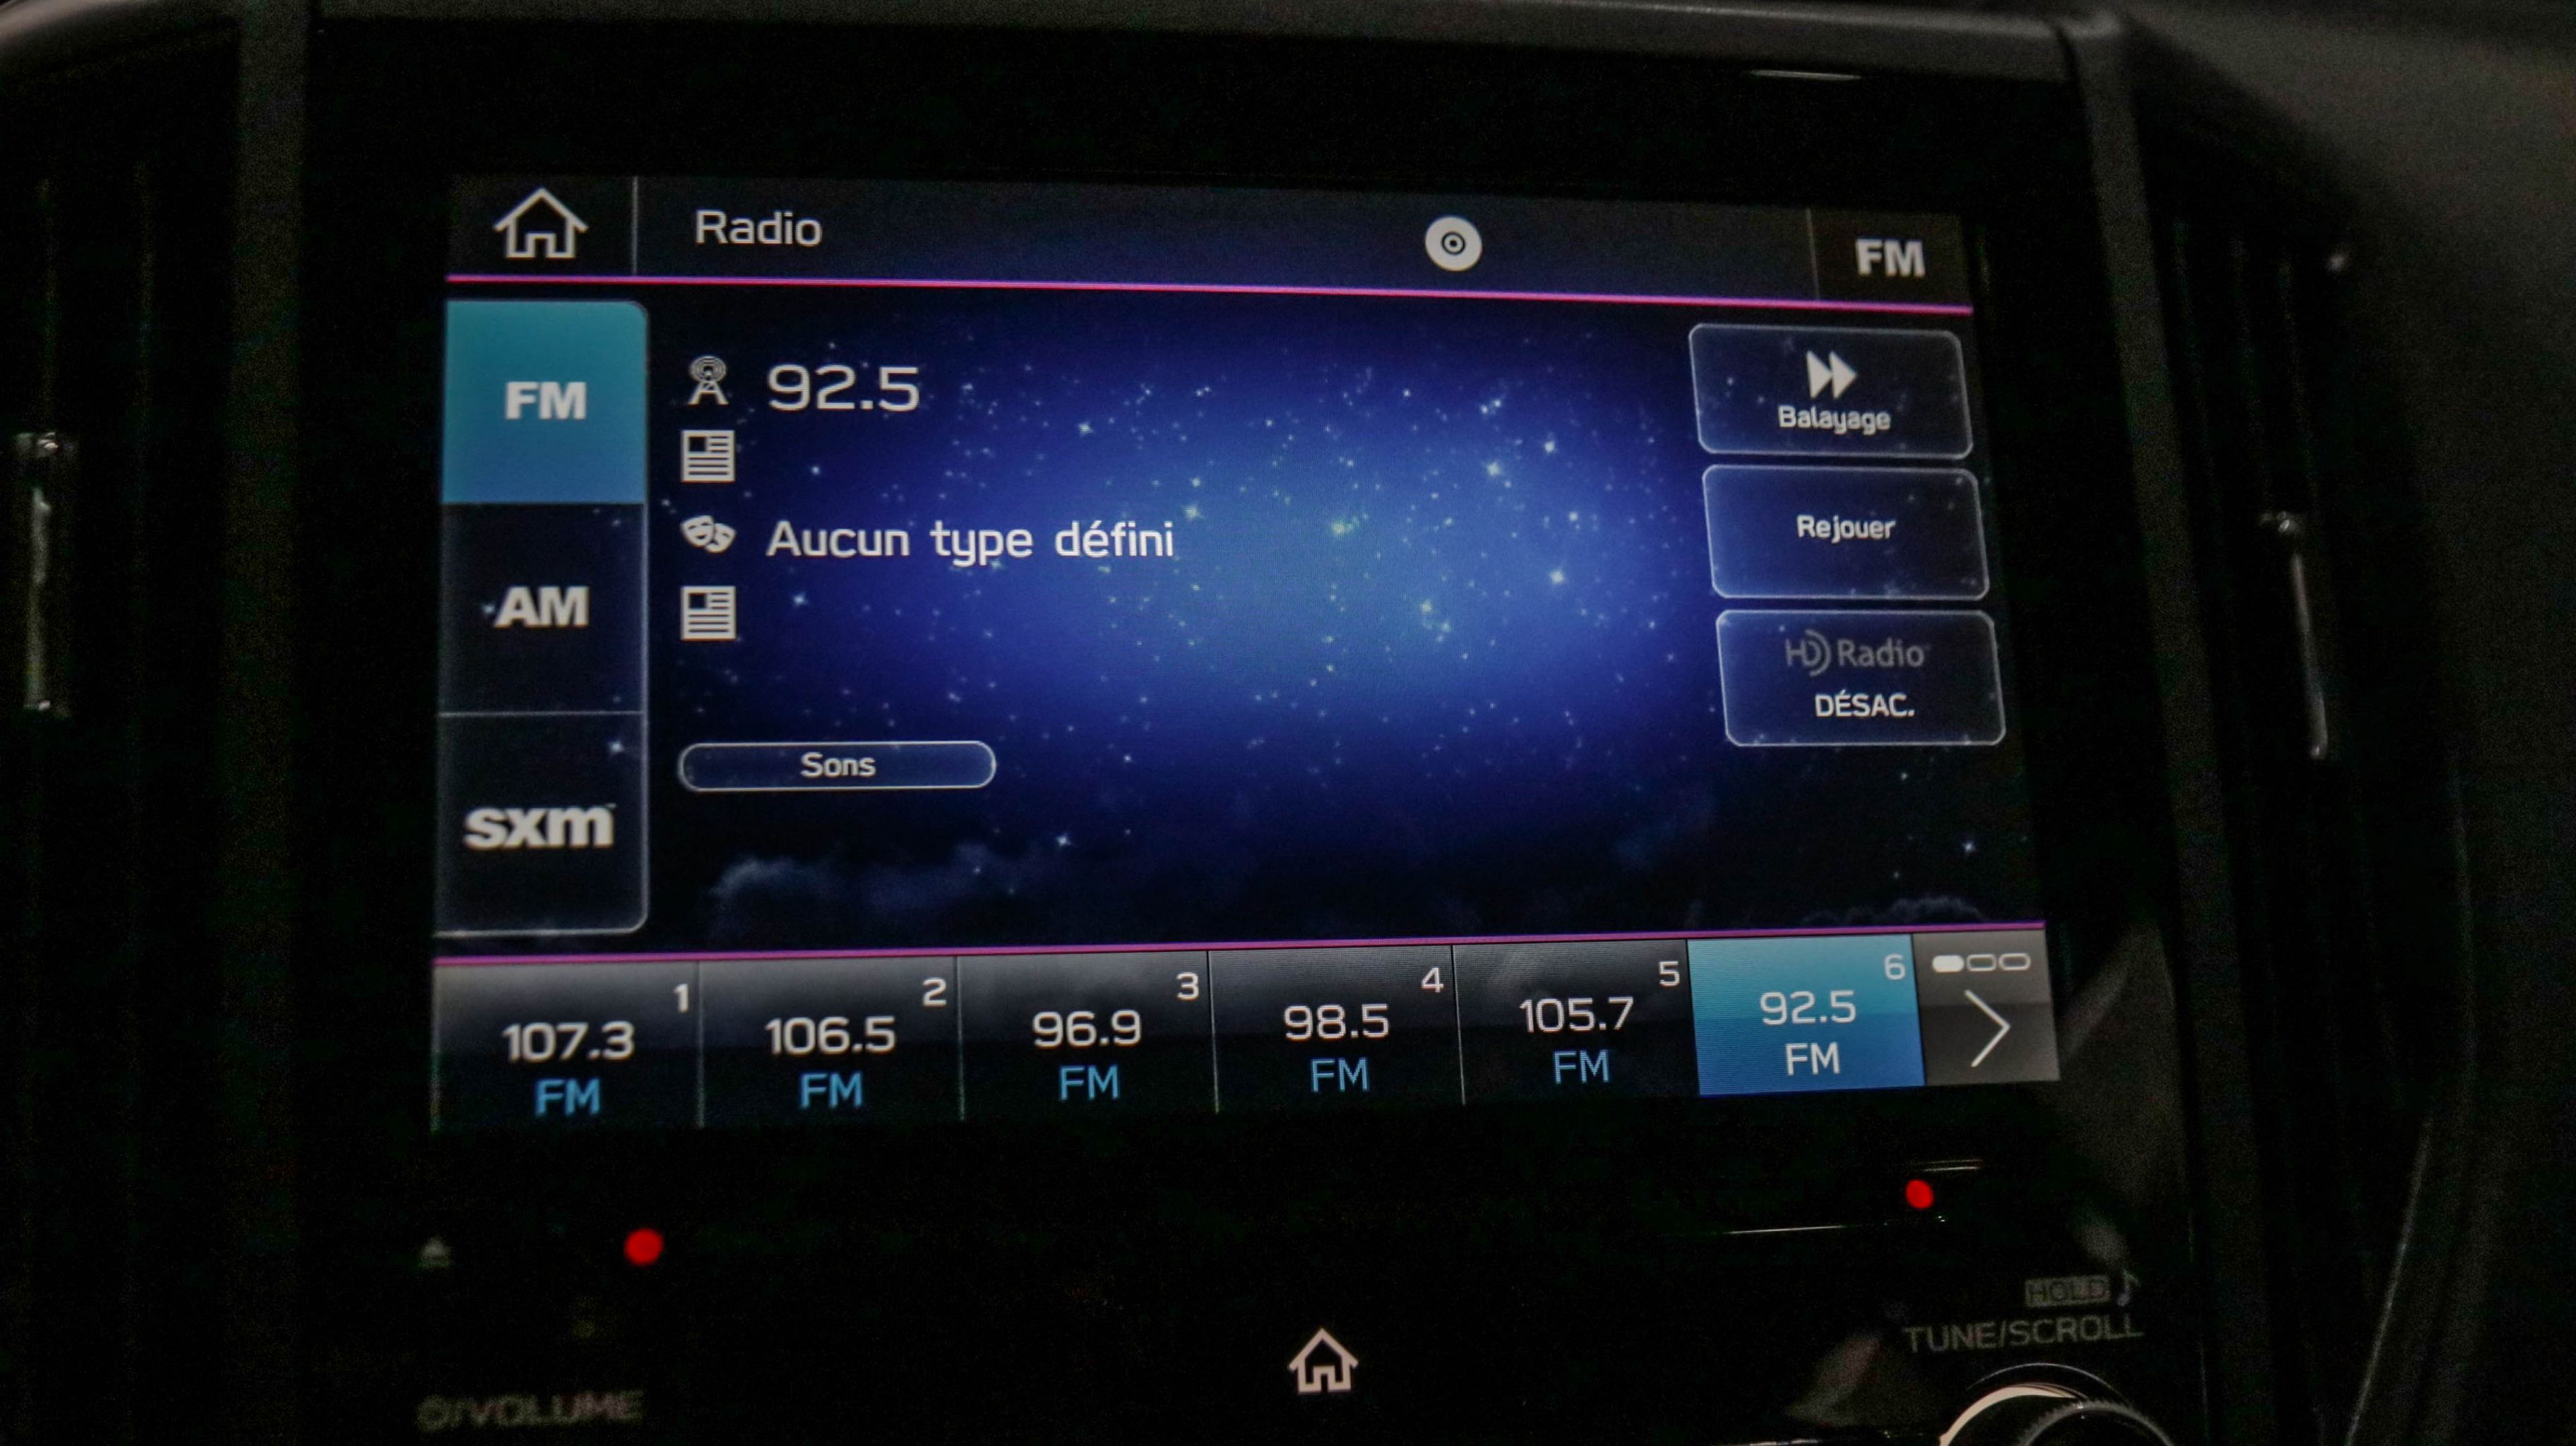 Radio
FM
FM
AM
sxm
92.5
Aucun type défini
Sons
Balayage
Rejouer
HD Radio
DÉSAC.
1
107.3
FM
2
106.5
FM
3
96.9
FM
4
98.5
FM
5
105.7
FM
6
92.5
FM
HOLD
TUNE/SCROLL
/VOLUME